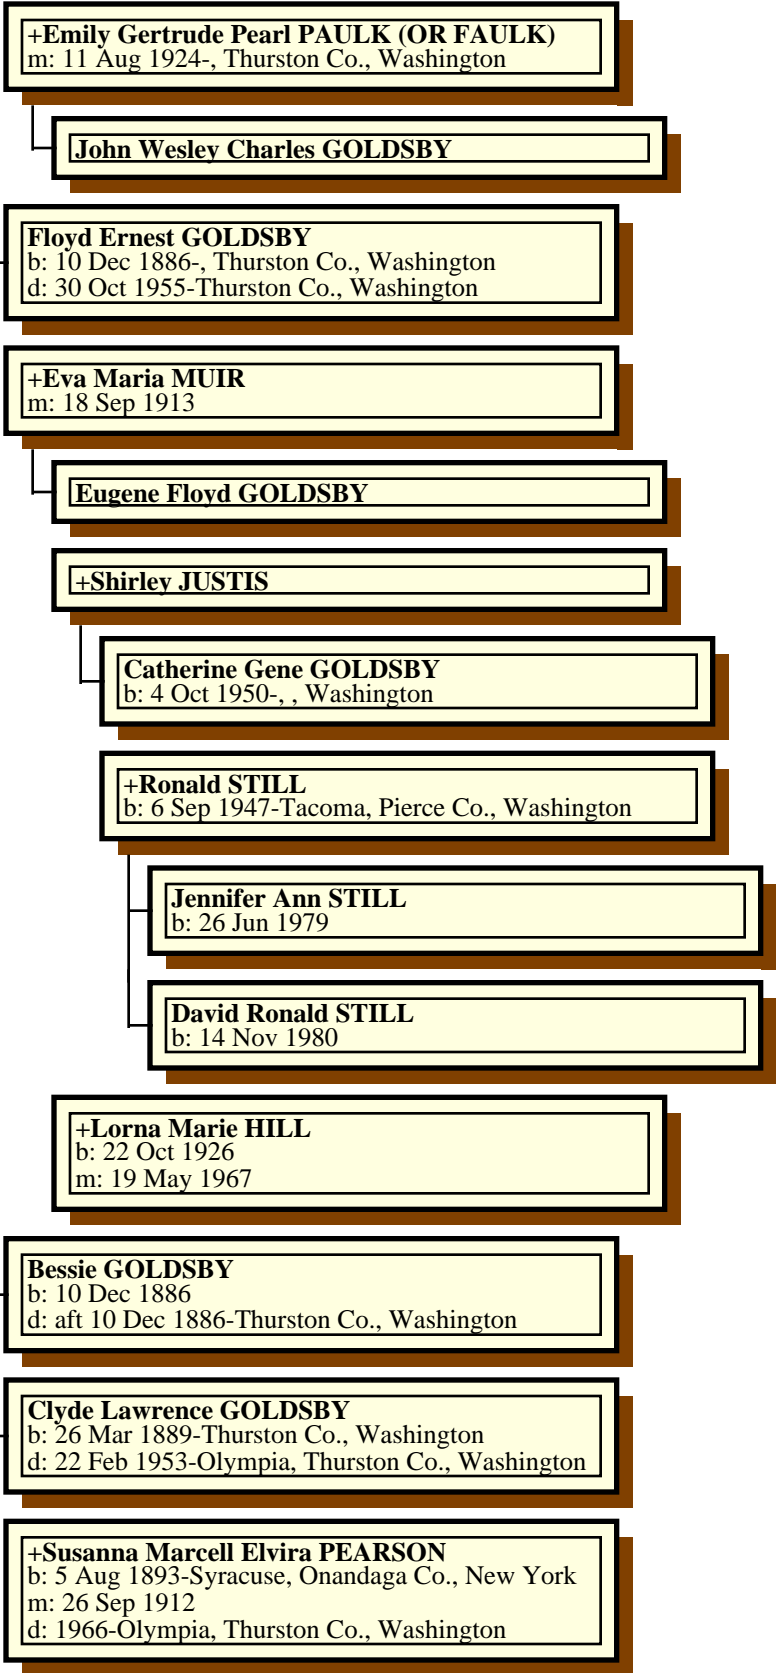 +Emily Gertrude Pearl PAULK (OR FAULK)
m: 11 Aug 1924-, Thurston Co., Washington
John Wesley Charles GOLDSBY
Floyd Ernest GOLDSBY
b: 10 Dec 1886-, Thurston Co., Washington
d: 30 Oct 1955-Thurston Co., Washington
+Eva Maria MUIR
m: 18 Sep 1913
Eugene Floyd GOLDSBY
+Shirley JUSTIS
Catherine Gene GOLDSBY
b: 4 Oct 1950-, , Washington
+Ronald STILL
b: 6 Sep 1947-Tacoma, Pierce Co., Washington
Jennifer Ann STILL
b: 26 Jun 1979
David Ronald STILL
b: 14 Nov 1980
+Lorna Marie HILL
b: 22 Oct 1926
m: 19 May 1967
Bessie GOLDSBY
b: 10 Dec 1886
d: aft 10 Dec 1886-Thurston Co., Washington
Clyde Lawrence GOLDSBY
b: 26 Mar 1889-Thurston Co., Washington
d: 22 Feb 1953-Olympia, Thurston Co., Washington
+Susanna Marcell Elvira PEARSON
b: 5 Aug 1893-Syracuse, Onandaga Co., New York
m: 26 Sep 1912
d: 1966-Olympia, Thurston Co., Washington